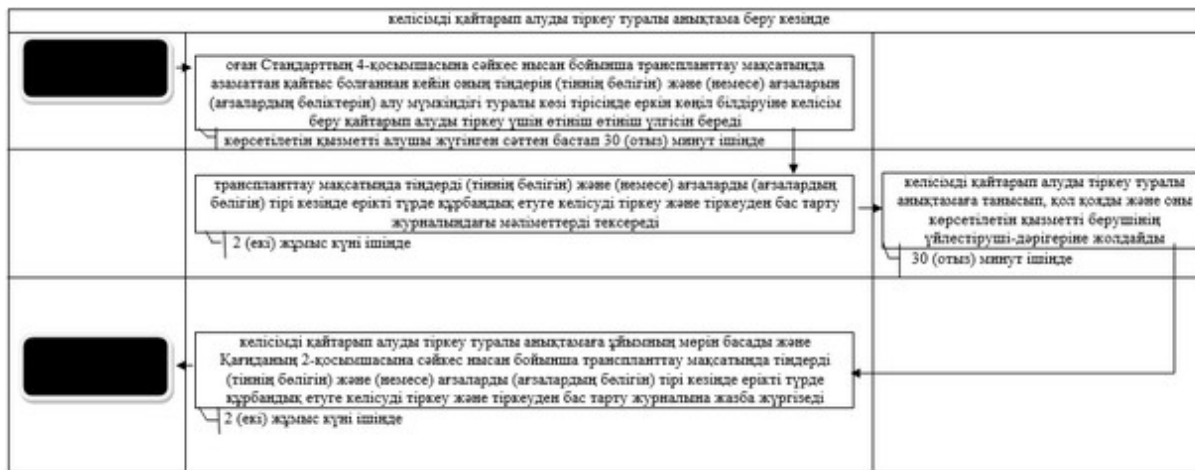 келісімді қайтарып алуды тіркеу туралы анықтама беру кезінде
оған Стандарттың 4-қосымшасына сәйкес нысан бойынша транспланттау мақсатында
азаматтан қайтыс болғаннан кейін оның тіндерін (тіннің бөлігін) және (немесе) ағзаларын
(ағзалардың бөліктерін) алу мүмкіндігі туралы көзі тірісінде еркін көңіл білдіруіне келісім
беру қайтарып алуды тіркеу үшін өтініш өтініш үлгісін береді
көрсетілетін қызметті алушы жүгінген сәттен бастап 30 (отыз) минут ішінде
транспланттау мақсатында тіндерді (тіннің бөлігін) және (немесе) ағзаларды (ағзалардың
бөлігін) тірі кезінде ерікті түрде құрбандық етуге келісуді тіркеу және тіркеуден бас тарту
журналындағы мәліметтерді тексереді
2 (екі) жұмыс күні ішінде
келісімді қайтарып алуды тіркеу туралы
анықтамаға танысып, қол қояды және оны
көрсетілетін қызметті берушінің
үйлестіруші-дәрігеріне жолдайды
30 (отыз) минут ішінде
келісімді қайтарып алуды тіркеу туралы анықтамаға ұйымның мөрін басады және
Қағиданың 2-қосымшасына сәйкес нысан бойынша транспланттау мақсатында тіндерді
(тіннің бөлігін) және (немесе) ағзаларды (ағзалардың бөлігін) тірі кезінде ерікті түрде
құрбандық етуге келісуді тіркеу және тіркеуден бас тарту журналына жазба жүргізеді
2 (екі) жұмыс күні ішінде